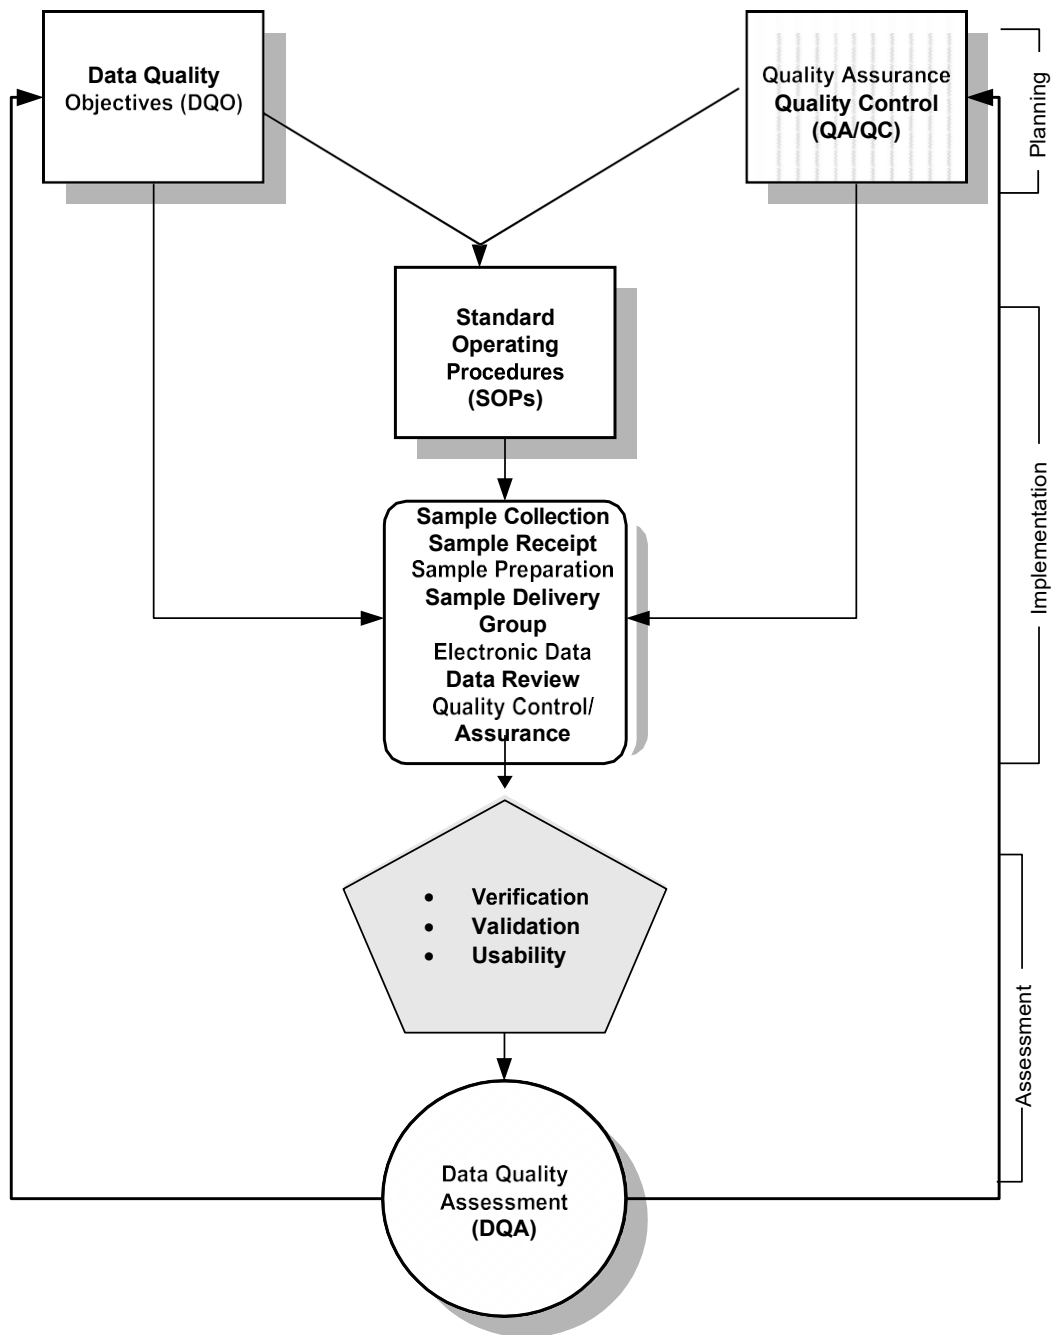 Data Quality
Objectives (DQO)
Quality Assurance
Quality Control
(QA/QC)
Planning
Standard
Operating
Procedures
(SOPs)
Implementation
Sample Collection
Sample Receipt
Sample Preparation
Sample Delivery
Group
Electronic Data
Data Review
Quality Control/
Assurance
• Verification
• Validation
• Usability
Assessment
Data Quality
Assessment
(DQA)